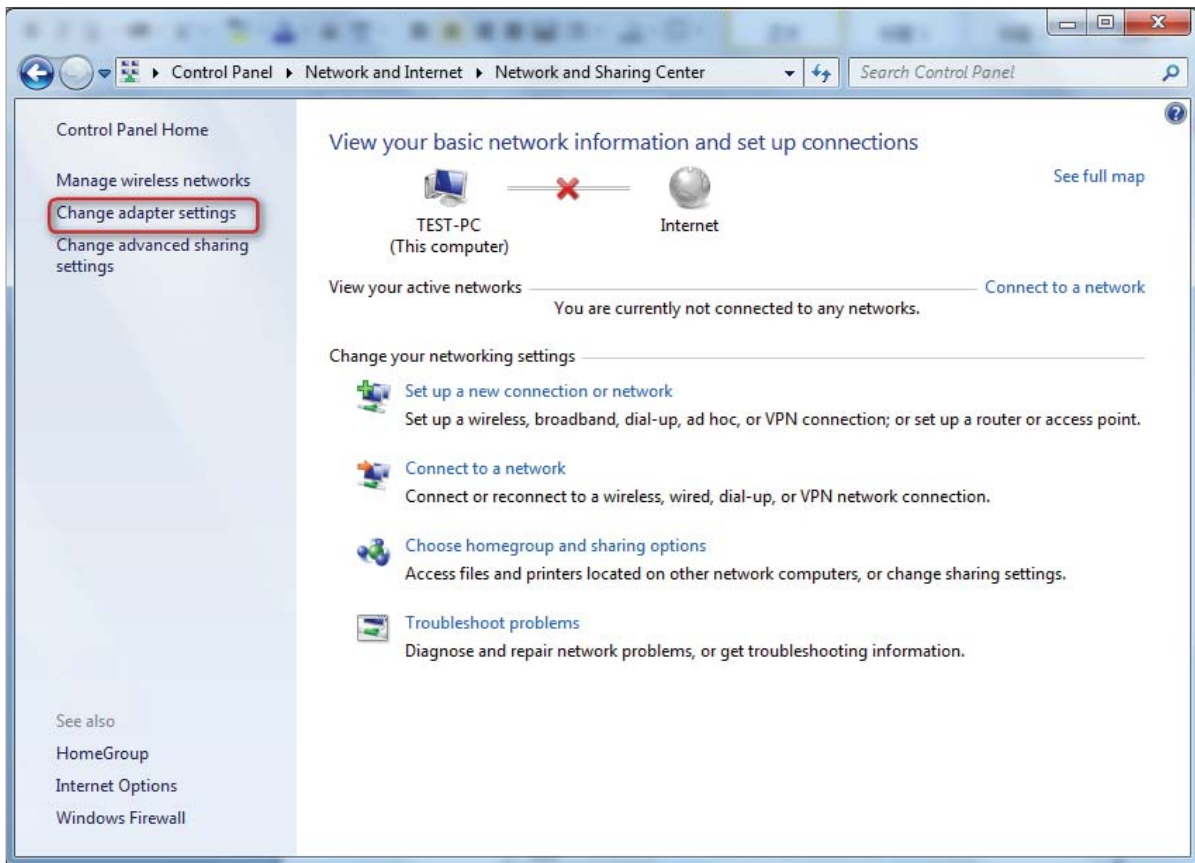 Control Panel Network and Internet Network and Sharing Center Search Control Panel
Control Panel Home
Manage wireless networks
Change adapter settings
Change advanced sharing
settings
See also
HomeGroup
Internet Options
Windows Firewall
View your basic network information and set up connections
See full map
TEST-PC Internet
(This computer)
View your active networks Connect to a network
You are currently not connected to any networks.
Change your networking settings
Set up a new connection or network
Set up a wireless, broadband, dial-up, ad hoc, or VPN connection; or set up a router or access point.
Connect to a network
Connect or reconnect to a wireless, wired, dial-up, or VPN network connection.
Choose homegroup and sharing options
Access files and printers located on other network computers, or change sharing settings.
Troubleshoot problems
Diagnose and repair network problems, or get troubleshooting information.